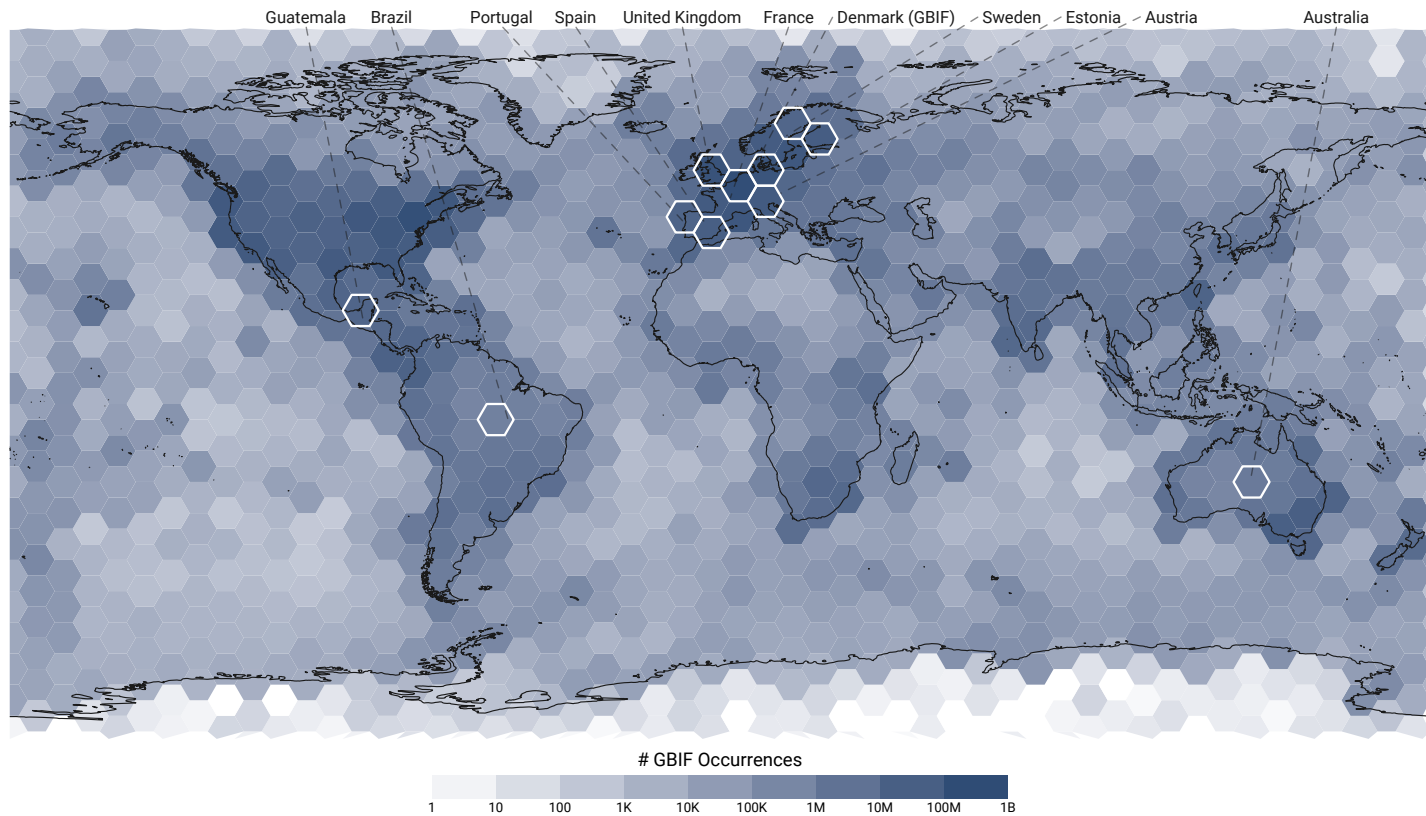 Guatemala Brazil Portugal Spain United Kingdom France Denmark (GBIF) Sweden Estonia Austria Australia
# GBIF Occurrences
1 10 100 1K 10K 100K 1M 10M 100M 1B